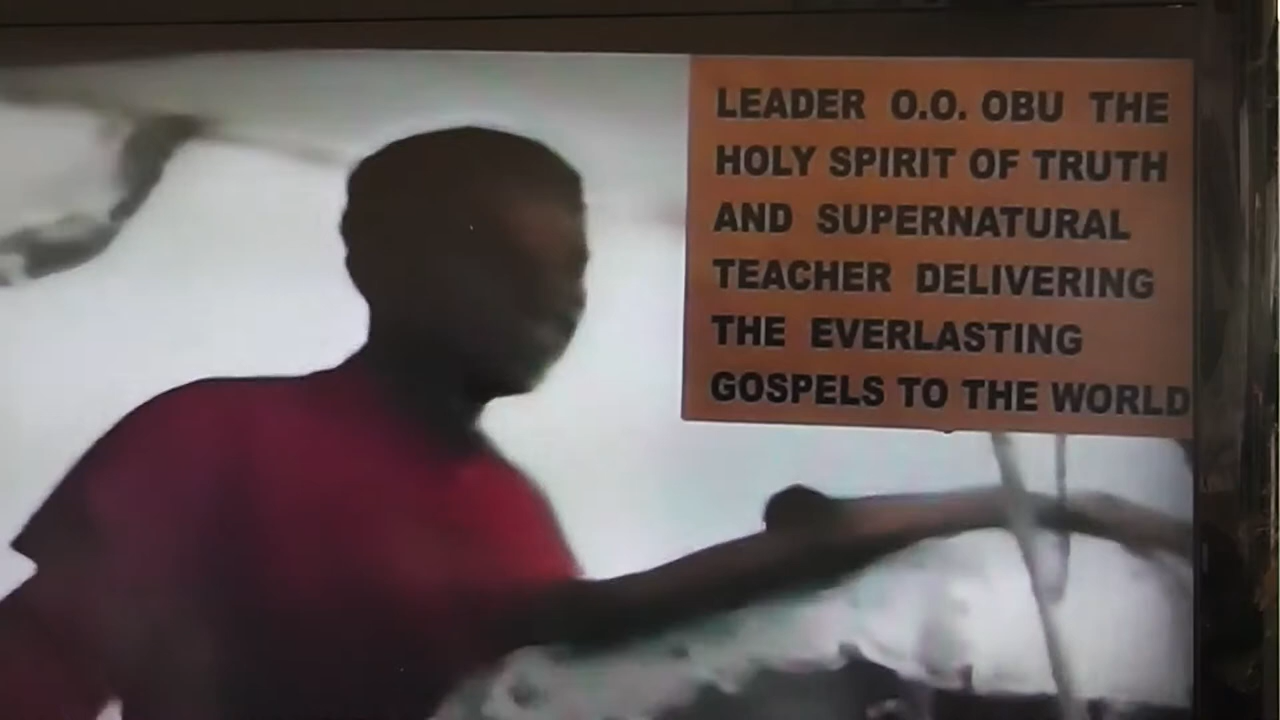 LEADER O.O. OBU THE
HOLY SPIRIT OF TRUTH
AND SUPERNATURAL
TEACHER DELIVERING
THE EVERLASTING
GOSPELS TO THE WORLD